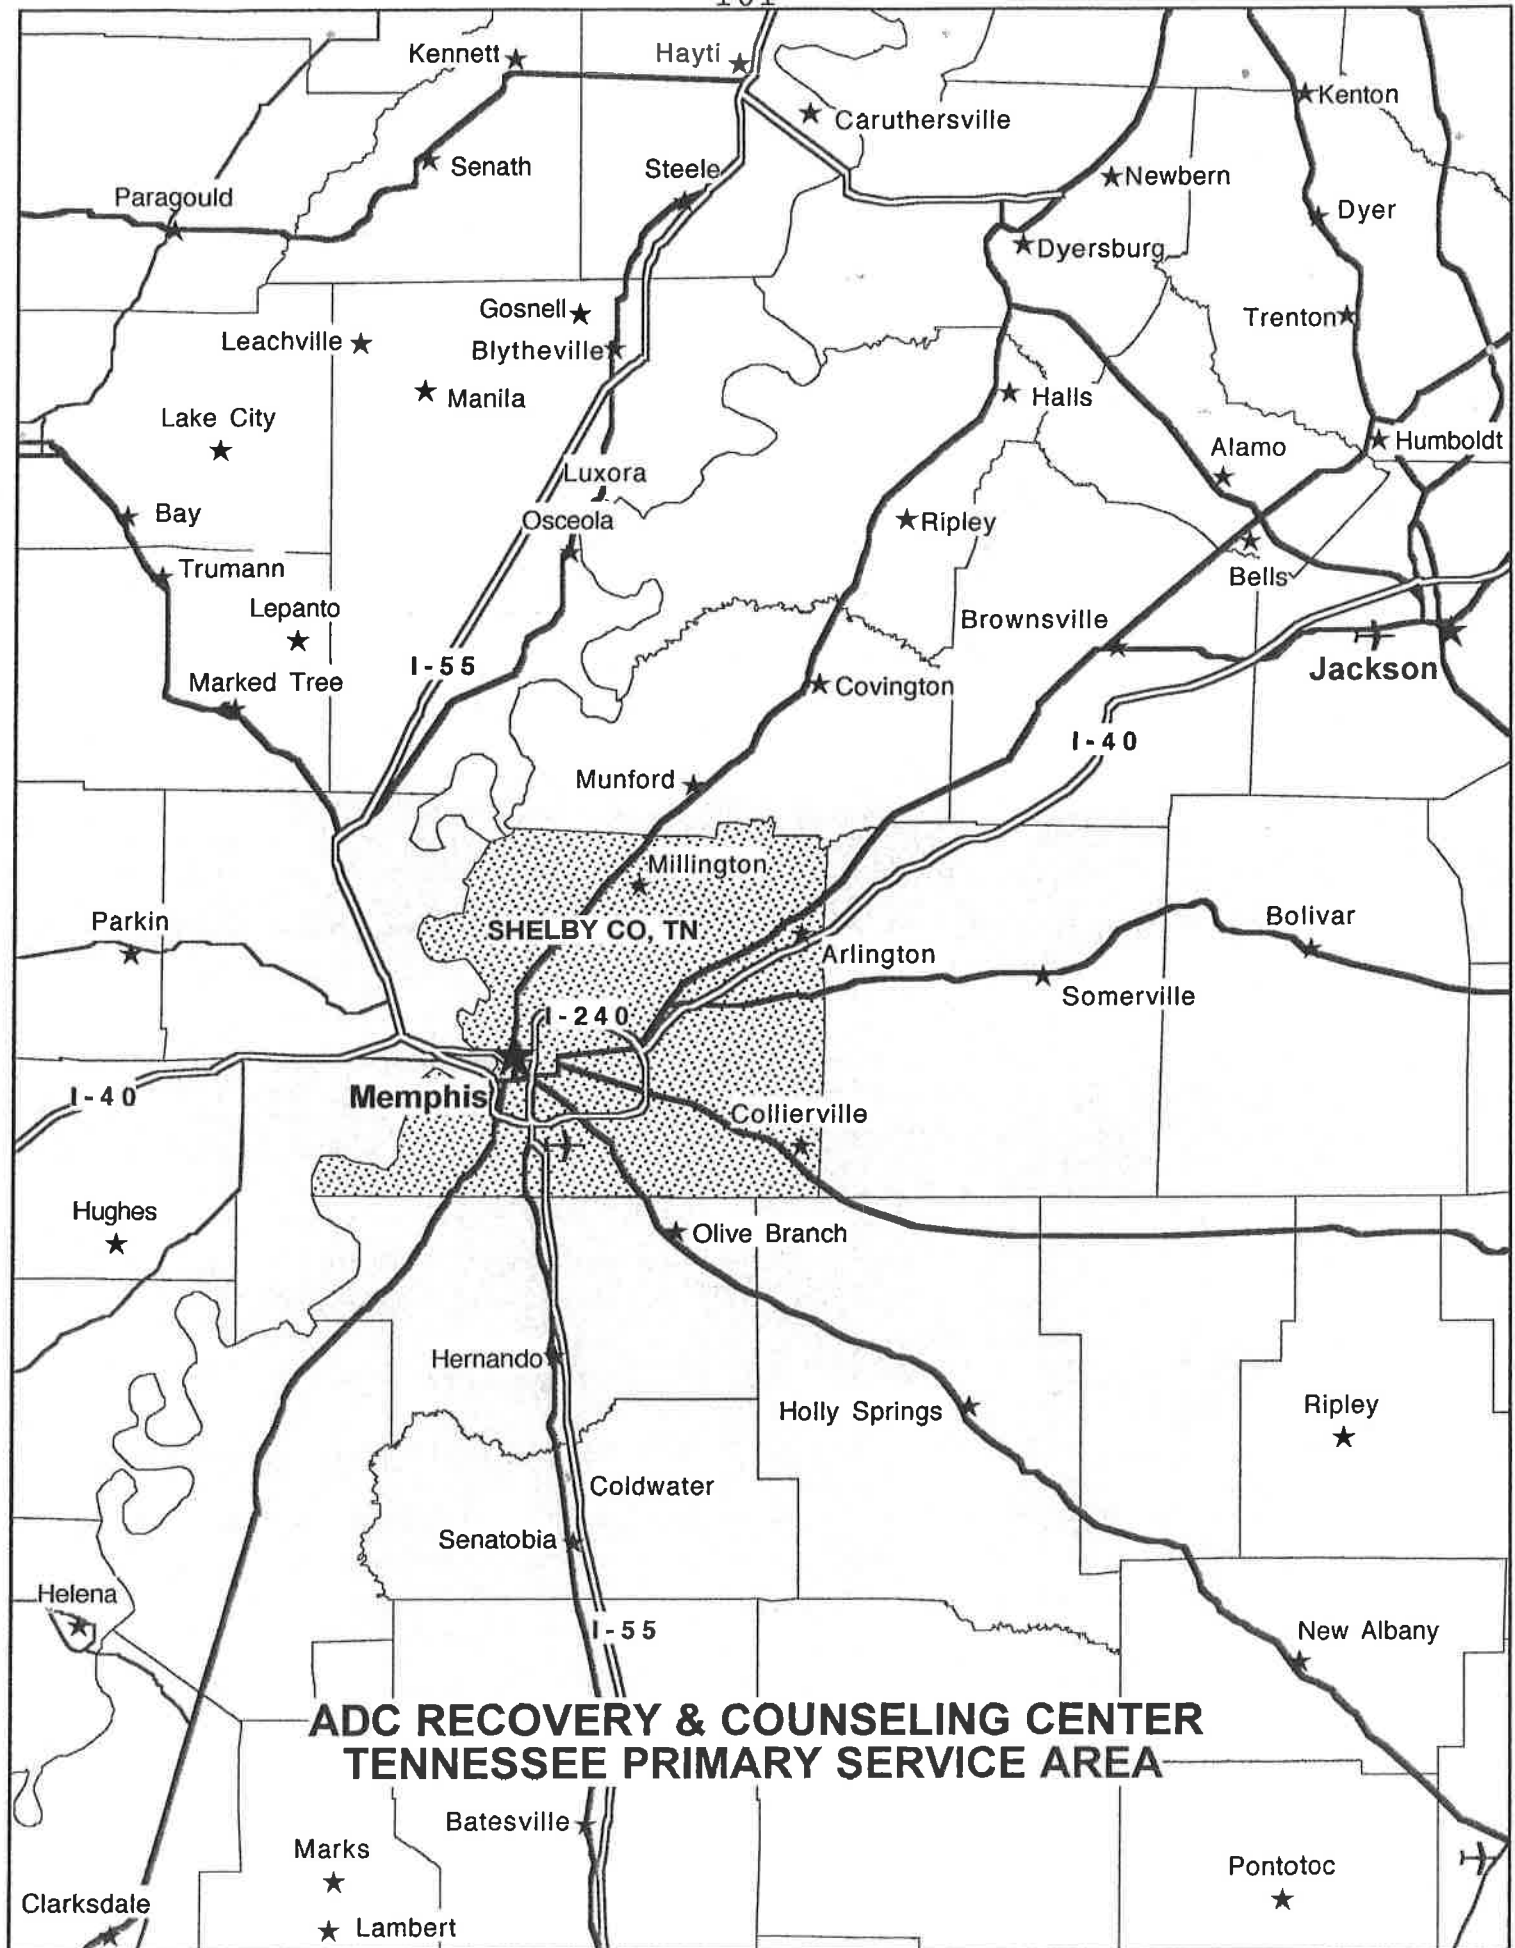 Kennett
Hayti
Kenton
Caruthersville
Senath
Steele
Newbern
Paragould
Dyer
Dyersburg
Gosnell
Trenton
Leachville
Blytheville
Manila
Halls
Lake City
Humboldt
Alamo
Luxora
Bay
Osceola
Ripley
Trumann
Bells
Lepanto
Brownsville
I-55
Jackson
Marked Tree
Covington
I-40
Munford
Millington
Parkin
SHELBY CO, TN
Bolivar
Arlington
Somerville
I-240
I-40
Memphis
Collierville
Hughes
Olive Branch
Hernando
Holly Springs
Ripley
Coldwater
Senatobia
Helena
I-55
New Albany
ADC RECOVERY & COUNSELING CENTER
TENNESSEE PRIMARY SERVICE AREA
Batesville
Marks
Pontotoc
Clarksdale
Lambert